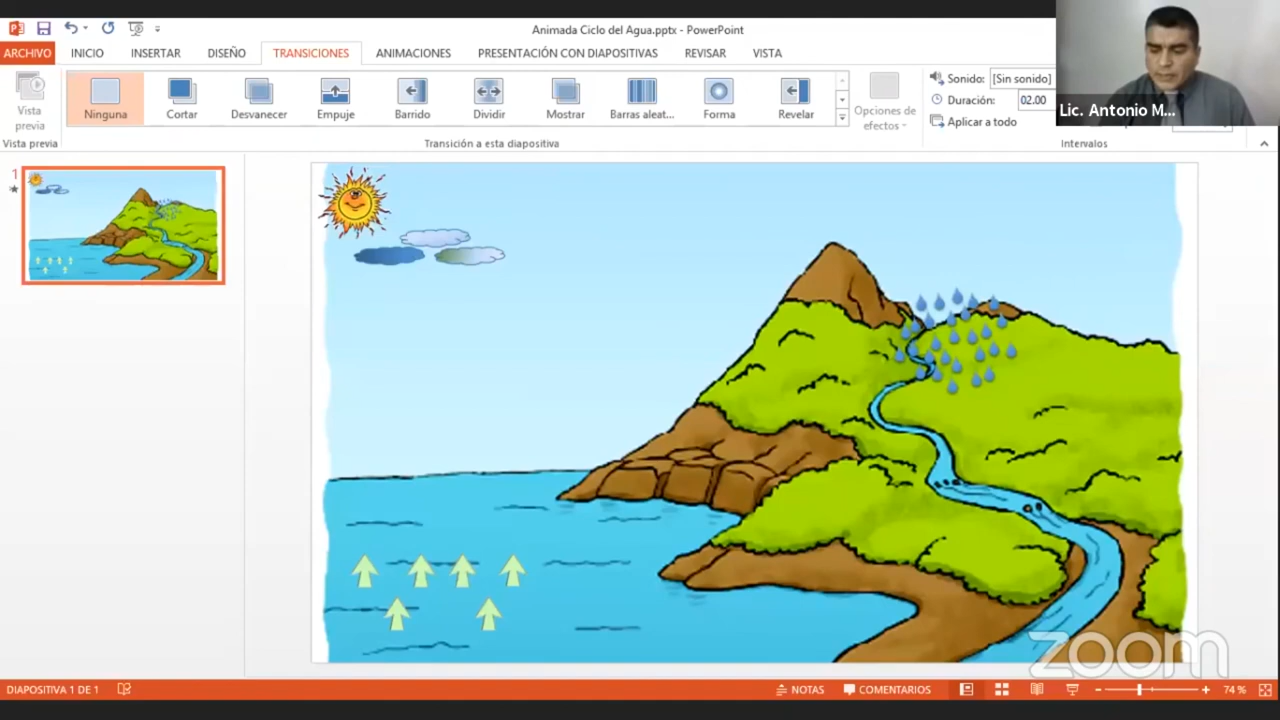 Animada Ciclo del Agua.pptx - PowerPoint
ARCHIVO INICIO INSERTAR DISEÑO TRANSICIONES ANIMACIONES PRESENTACIÓN CON DIAPOSITIVAS REVISAR VISTA
Vista previa
Ninguna Cortar Desvanecer Empuje Barrido Dividir Mostrar Barras aleat... Forma Revelar
Opciones de efectos
Sonido: [Sin sonido]
Duración: 02.00
Aplicar a todo
Lic. Antonio M...
Vista previa Transición a esta diapositiva Intervalos
1
zoom
DIAPOSITIVA 1 DE 1 NOTAS COMENTARIOS 74 %